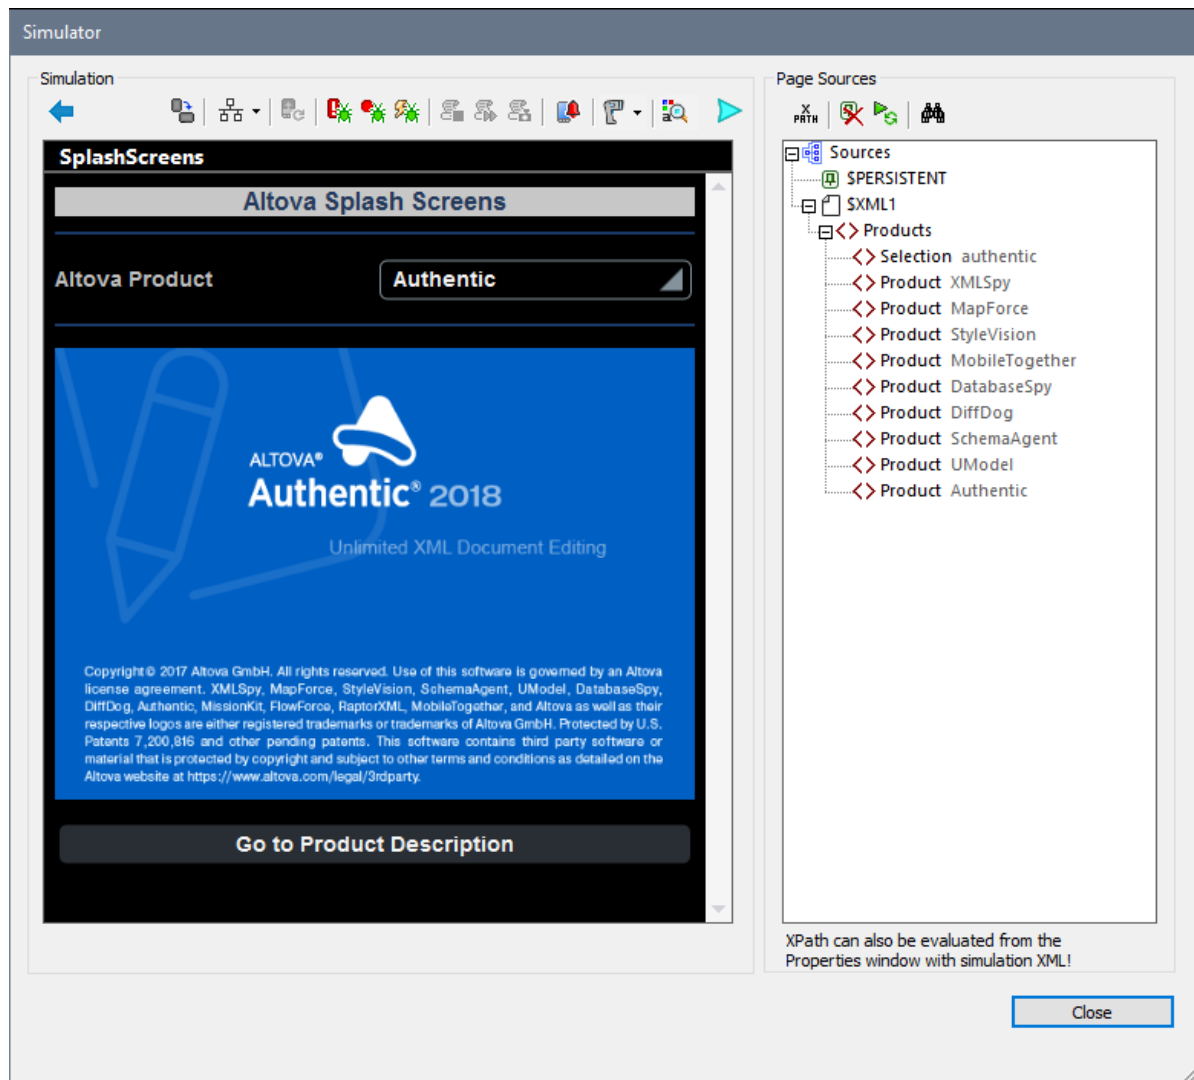 Simulator
Simulation
SplashScreens
Altova Splash Screens
Altova Product
Authentic
ALTOVA®
Authentic® 2018
Unlimited XML Document Editing
Copyright© 2017 Altova GmbH. All rights reserved. Use of this software is governed by an Altova
license agreement. XMLSpy, MapForce, StyleVision, SchemaAgent, UModel, DatabaseSpy,
DiffDog, Authentic, MissionKit, FlowForce, RaptorXML, MobileTogether, and Altova as well as their
respective logos are either registered trademarks or trademarks of Altova GmbH. Protected by U.S.
Patents 7,200,816 and other pending patents. This software contains third party software or
material that is protected by copyright and subject to other terms and conditions as detailed on the
Altova website at https://www.altova.com/legal/3rdparty.
Go to Product Description
Page Sources
X
PATH
Sources
$PERSISTENT
$XML1
Products
Selection authentic
Product XMLSpy
Product MapForce
Product StyleVision
Product MobileTogether
Product DatabaseSpy
Product DiffDog
Product SchemaAgent
Product UModel
Product Authentic
XPath can also be evaluated from the
Properties window with simulation XML!
Close